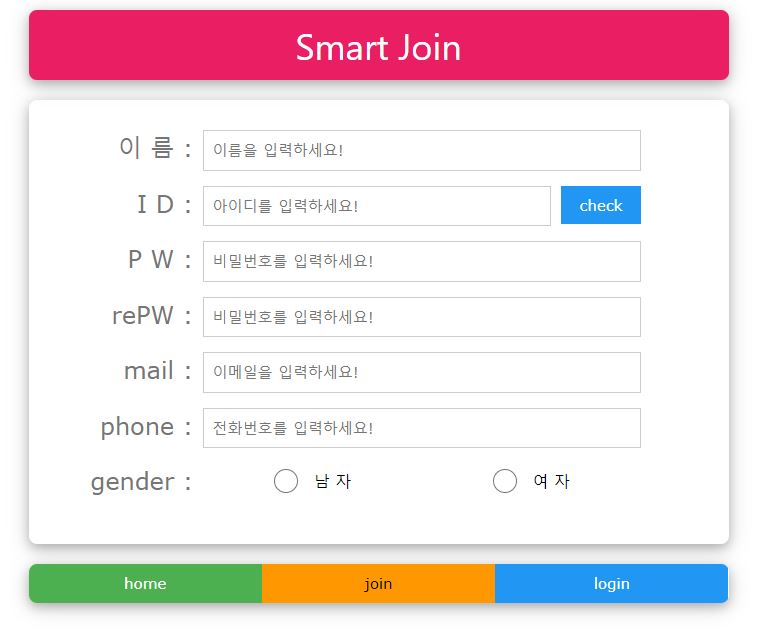 Smart Join
이 름 : 이름을 입력하세요!
I D : 아이디를 입력하세요! check
P W : 비밀번호를 입력하세요!
rePW : 비밀번호를 입력하세요!
mail : 이메일을 입력하세요!
phone : 전화번호를 입력하세요!
gender : 남 자 여 자
home join login